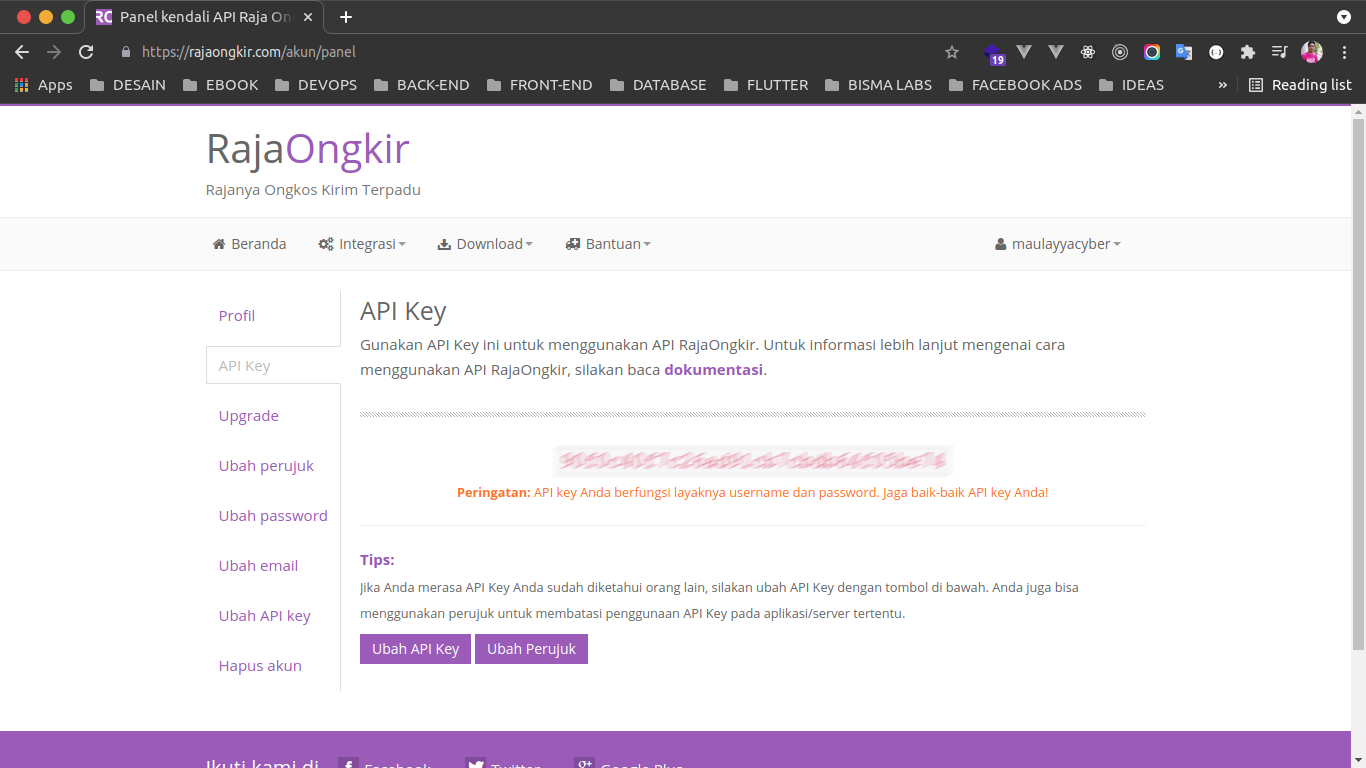 RC Panel kendali API Raja On
https://rajaongkir.com/akun/panel
19
Apps DESAIN EBOOK DEVOPS BACK-END FRONT-END DATABASE FLUTTER BISMA LABS FACEBOOK ADS IDEAS » Reading list
RajaOngkir
Rajanya Ongkos Kirim Terpadu
Beranda Integrasi Download Bantuan maulayyacyber
Profil
API Key
Upgrade
Ubah perujuk
Ubah password
Ubah email
Ubah API key
Hapus akun
API Key
Gunakan API Key ini untuk menggunakan API RajaOngkir. Untuk informasi lebih lanjut mengenai cara
menggunakan API RajaOngkir, silakan baca dokumentasi.
Peringatan: API key Anda berfungsi layaknya username dan password. Jaga baik-baik API key Anda!
Tips:
Jika Anda merasa API Key Anda sudah diketahui orang lain, silakan ubah API Key dengan tombol di bawah. Anda juga bisa
menggunakan perujuk untuk membatasi penggunaan API Key pada aplikasi/server tertentu.
Ubah API Key Ubah Perujuk
Ikuti kami di Facebook Twitter Google Plus